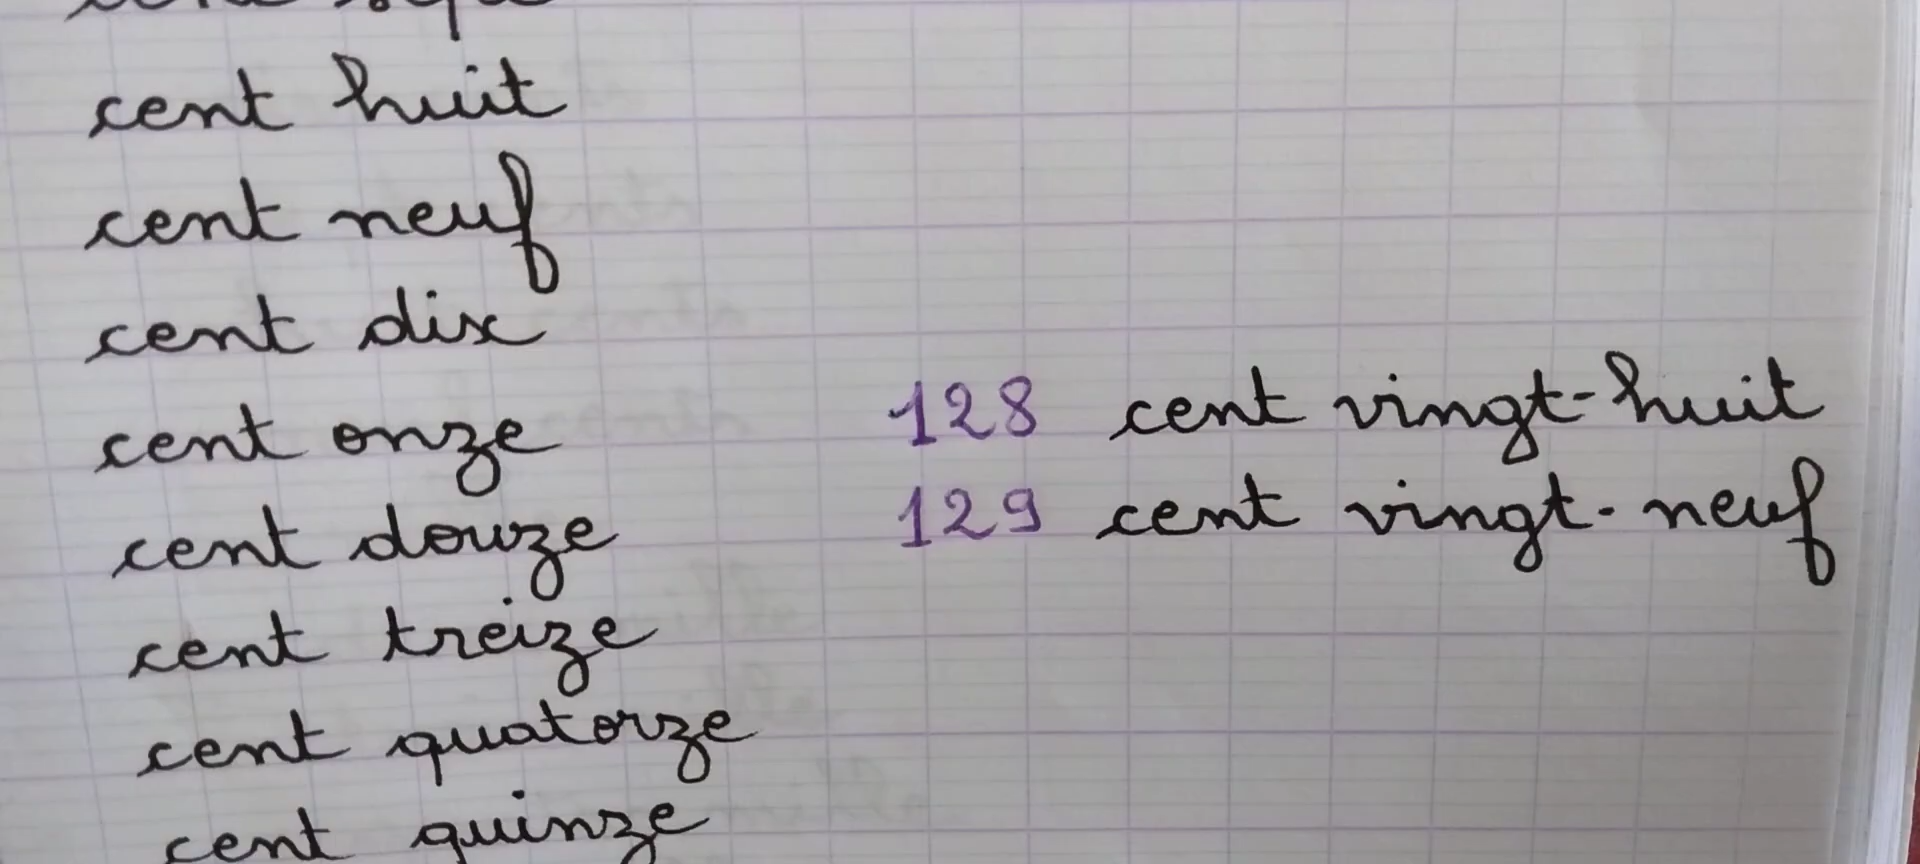 cent huit
cent neuf
cent dix
cent onze
cent douze
cent treize
cent quatorze
cent quinze
128 cent vingt-huit
129 cent vingt-neuf